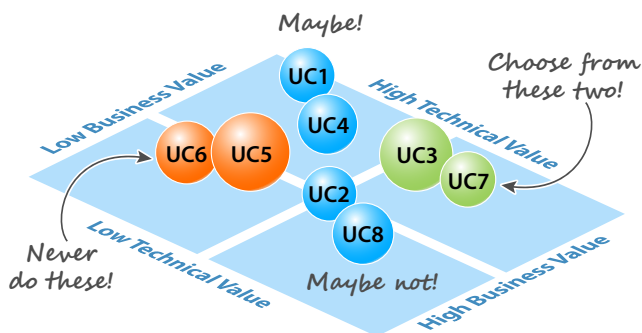 Maybe!
Choose from
these two!
Low Business Value
High Technical Value
UC1
UC4
UC6
UC5
UC3
UC7
UC2
UC8
Never
do these!
Low Technical Value
Maybe not!
High Business Value